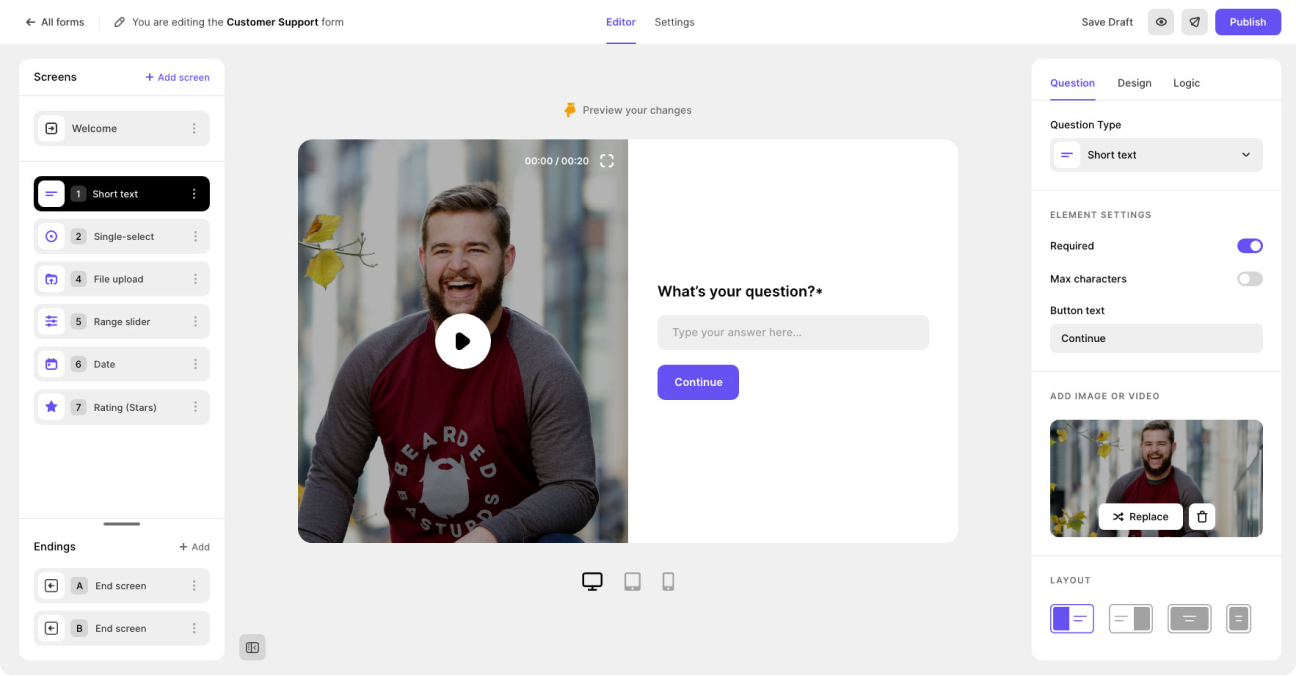 All forms
You are editing the Customer Support form
Editor
Settings
Save Draft
Publish
Screens
+ Add screen
Welcome
1 Short text
2 Single-select
4 File upload
5 Range slider
6 Date
7 Rating (Stars)
Endings
+ Add
A End screen
B End screen
Preview your changes
00:00 / 00:20
BEARDED
BASTURDS
What's your question?*
Type your answer here...
Continue
Question
Design
Logic
Question Type
Short text
ELEMENT SETTINGS
Required
Max characters
Button text
Continue
ADD IMAGE OR VIDEO
Replace
LAYOUT